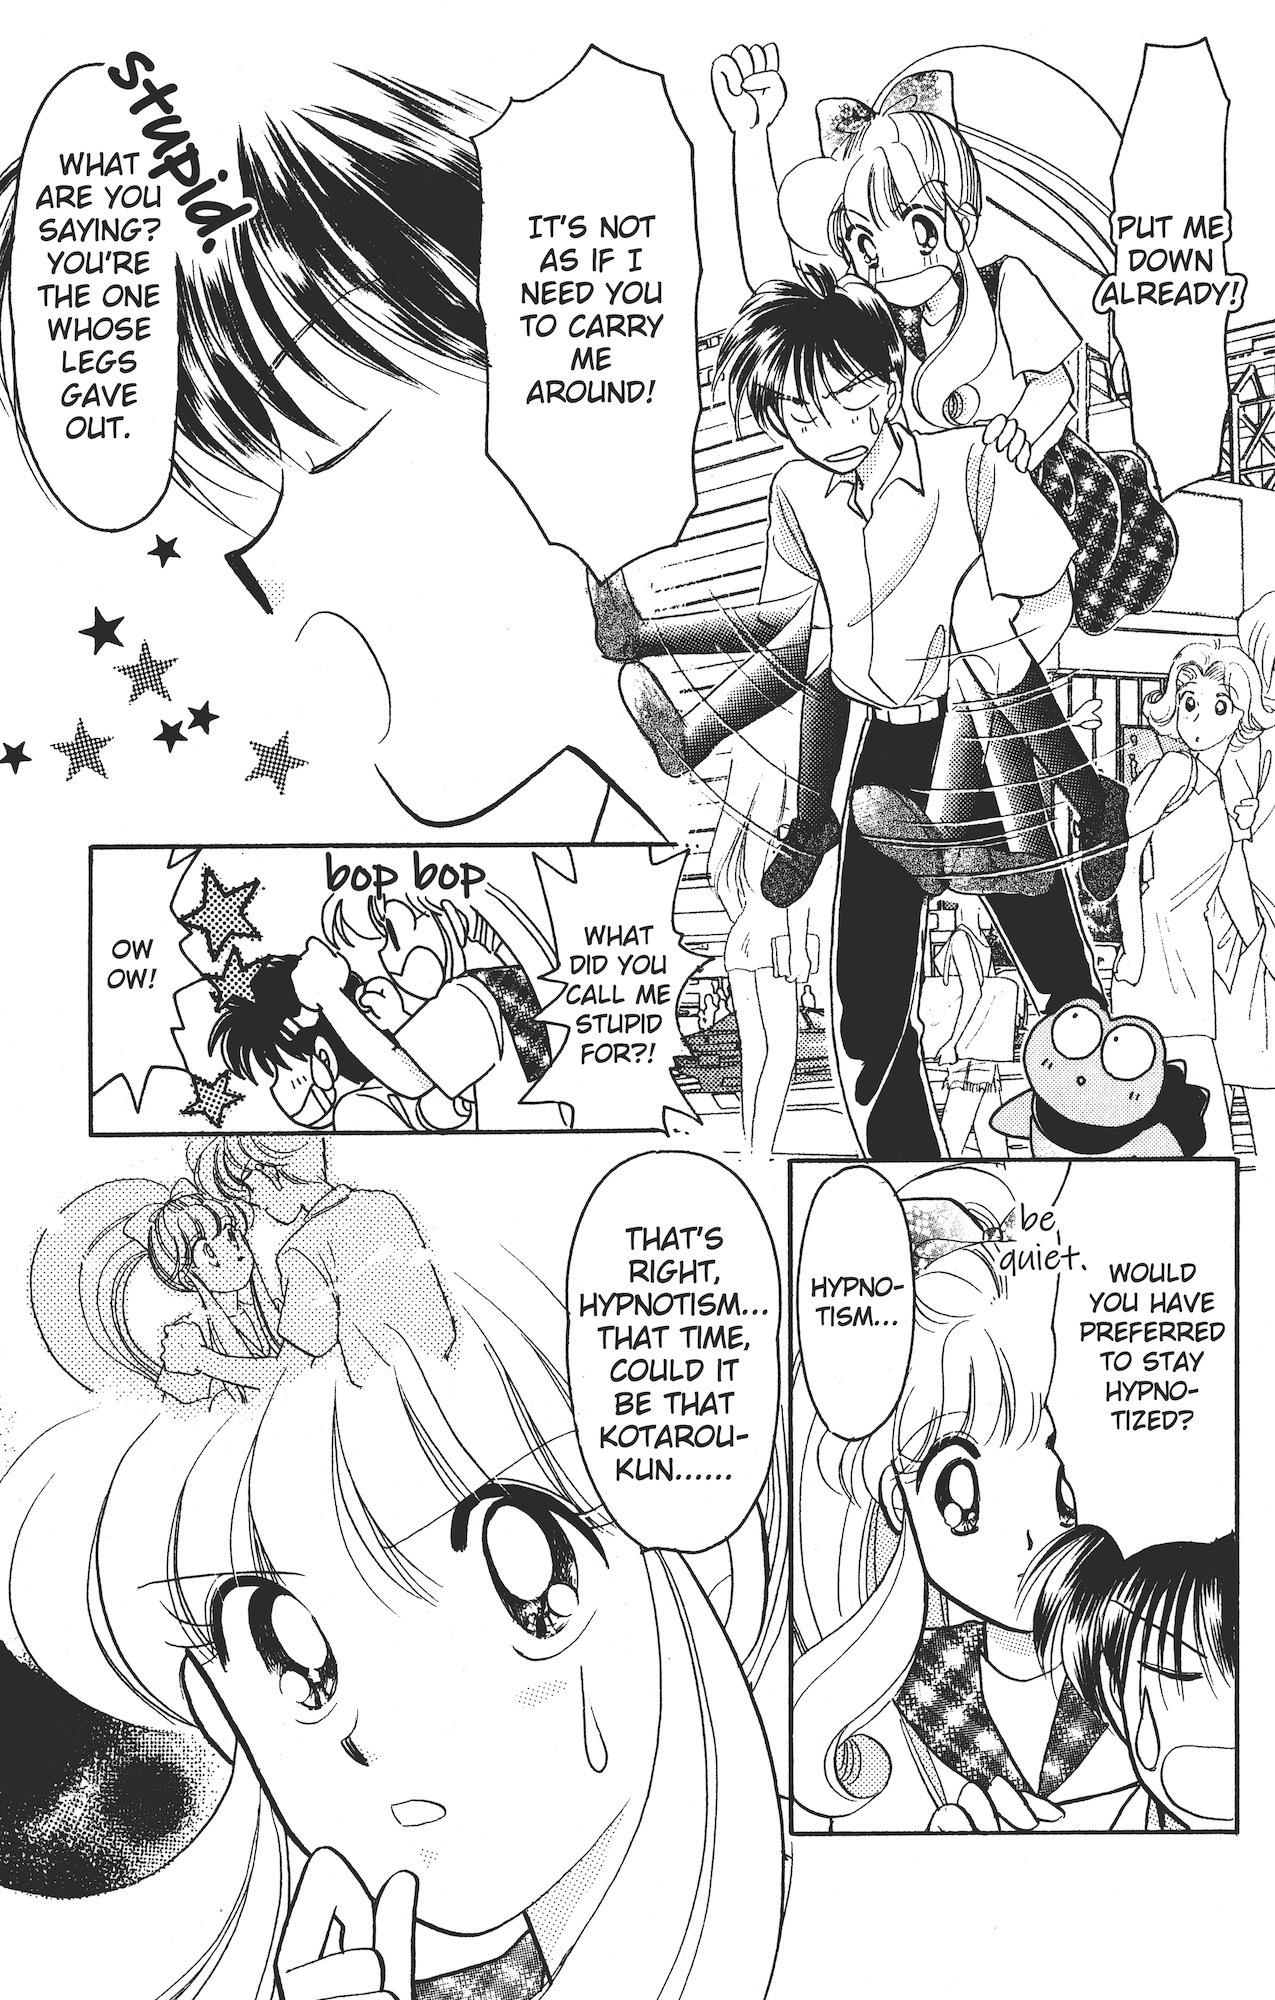 PUT ME
DOWN
ALREADY!
IT'S NOT
AS IF I
NEED YOU
TO CARRY
ME
AROUND!
stupid.
WHAT
ARE YOU
SAYING?
YOU'RE
THE ONE
WHOSE
LEGS
GAVE
OUT.
WHAT
DID YOU
CALL ME
STUPID
FOR?!
bop bop
OW
OW!
WOULD
YOU HAVE
PREFERRED
TO STAY
HYPNO-
TIZED?
be
quiet.
HYPNO-
TISM...
THAT'S
RIGHT,
HYPNOTISM...
THAT TIME,
COULD IT
BE THAT
KOTAROU-
KUN......